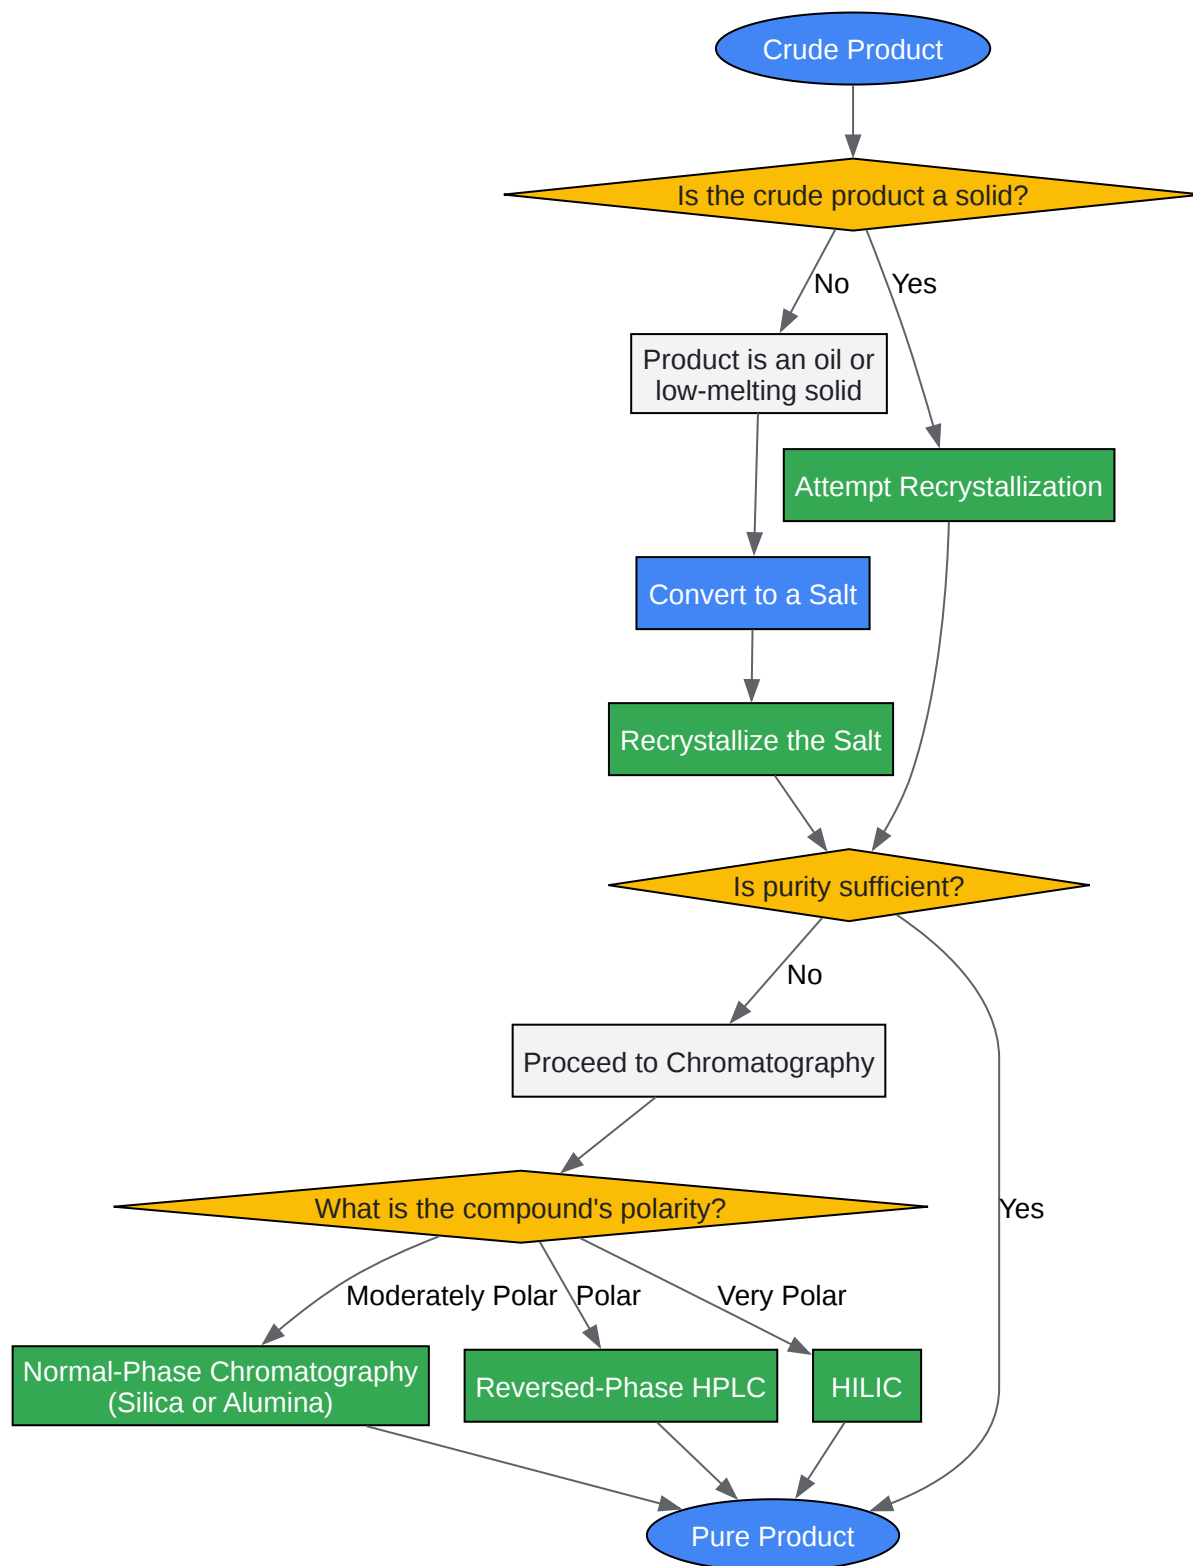 Crude Product
Is the crude product a solid?
No
Yes
Product is an oil or
low-melting solid
Attempt Recrystallization
Convert to a Salt
Recrystallize the Salt
Is purity sufficient?
No
Proceed to Chromatography
What is the compound's polarity?
Yes
Moderately Polar
Polar
Very Polar
Normal-Phase Chromatography
(Silica or Alumina)
Reversed-Phase HPLC
HILIC
Pure Product